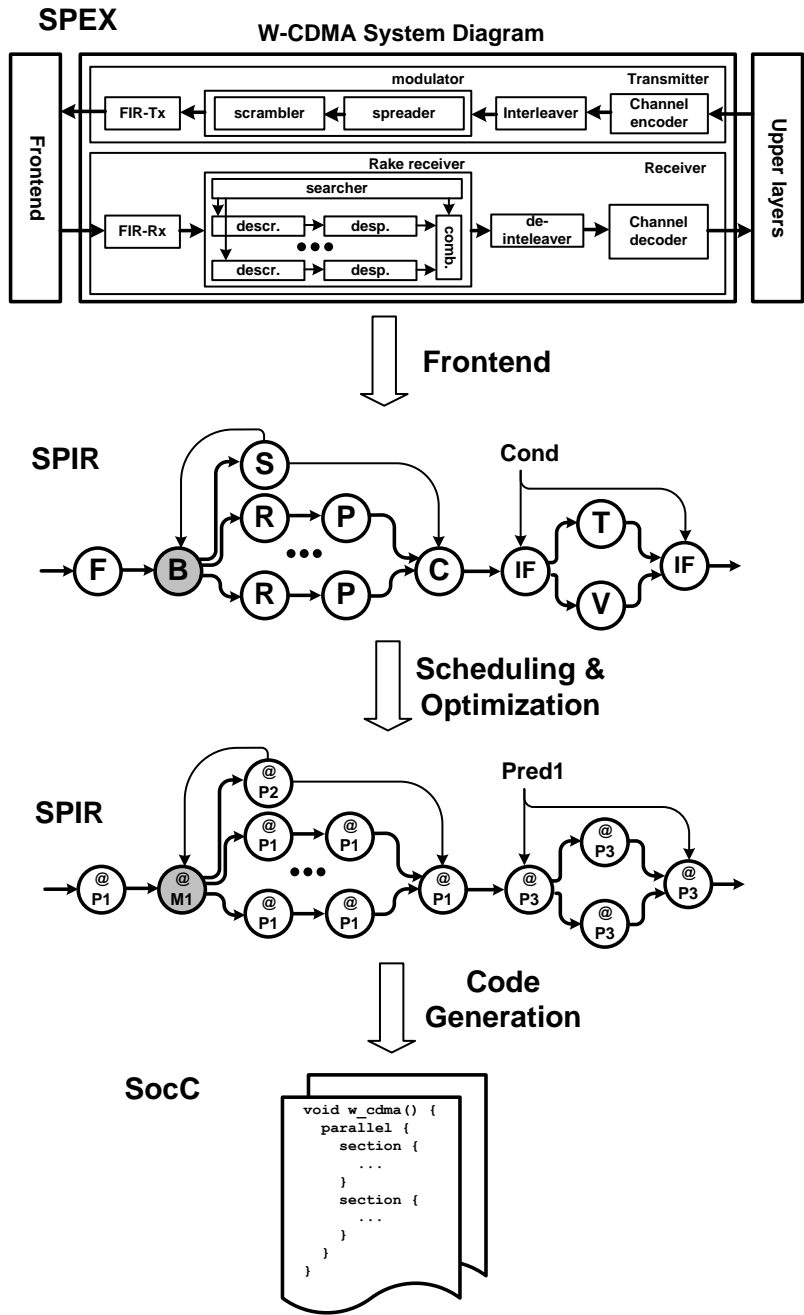 SPEX
W-CDMA System Diagram
Frontend
Upper layers
modulator
Transmitter
FIR-Tx
scrambler
spreader
Interleaver
Channel
encoder
Rake receiver
Receiver
searcher
FIR-Rx
descr.
desp.
descr.
desp.
comb.
de-
inteleaver
Channel
decoder
Frontend
SPIR
Cond
S
R
P
T
F
B
C
IF
IF
R
P
V
Scheduling &
Optimization
SPIR
Pred1
@
P2
@
P1
@
P1
@
P3
@
P1
@
M1
@
P1
@
P3
@
P3
@
P1
@
P1
@
P3
Code
Generation
SocC
void w_cdma() {
parallel {
section {
...
}
section {
...
}
}
}